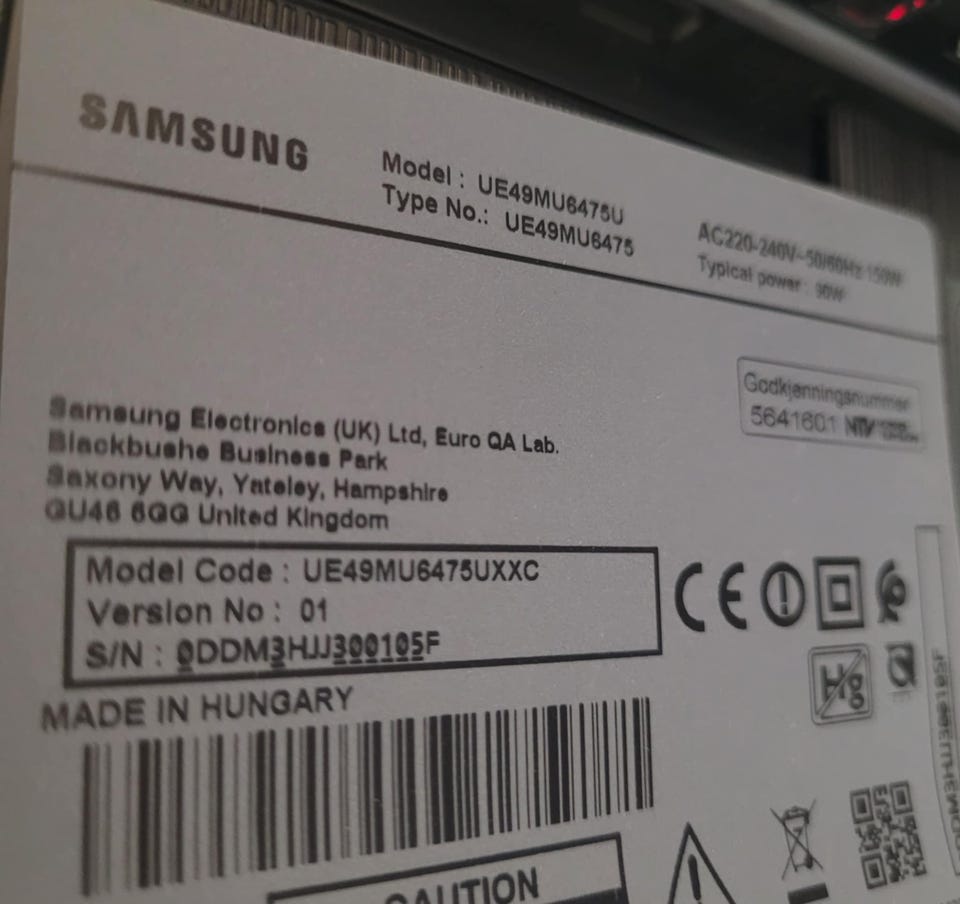 SAMSUNG
Model : UE49MU6475U
Type No.: UE49MU6475
AC220-240V~50/60Hz 150W
Typical power : 90W
Godkjenningsnummer
5641601
Samsung Electronics (UK) Ltd, Euro QA Lab.
Blackbushe Business Park
Saxony Way, Yateley, Hampshire
GU46 6GG United Kingdom
Model Code : UE49MU6475UXXC
Version No : 01
S/N : 0DDM3HJJ300105F
CE
Hg
MADE IN HUNGARY
CAUTION